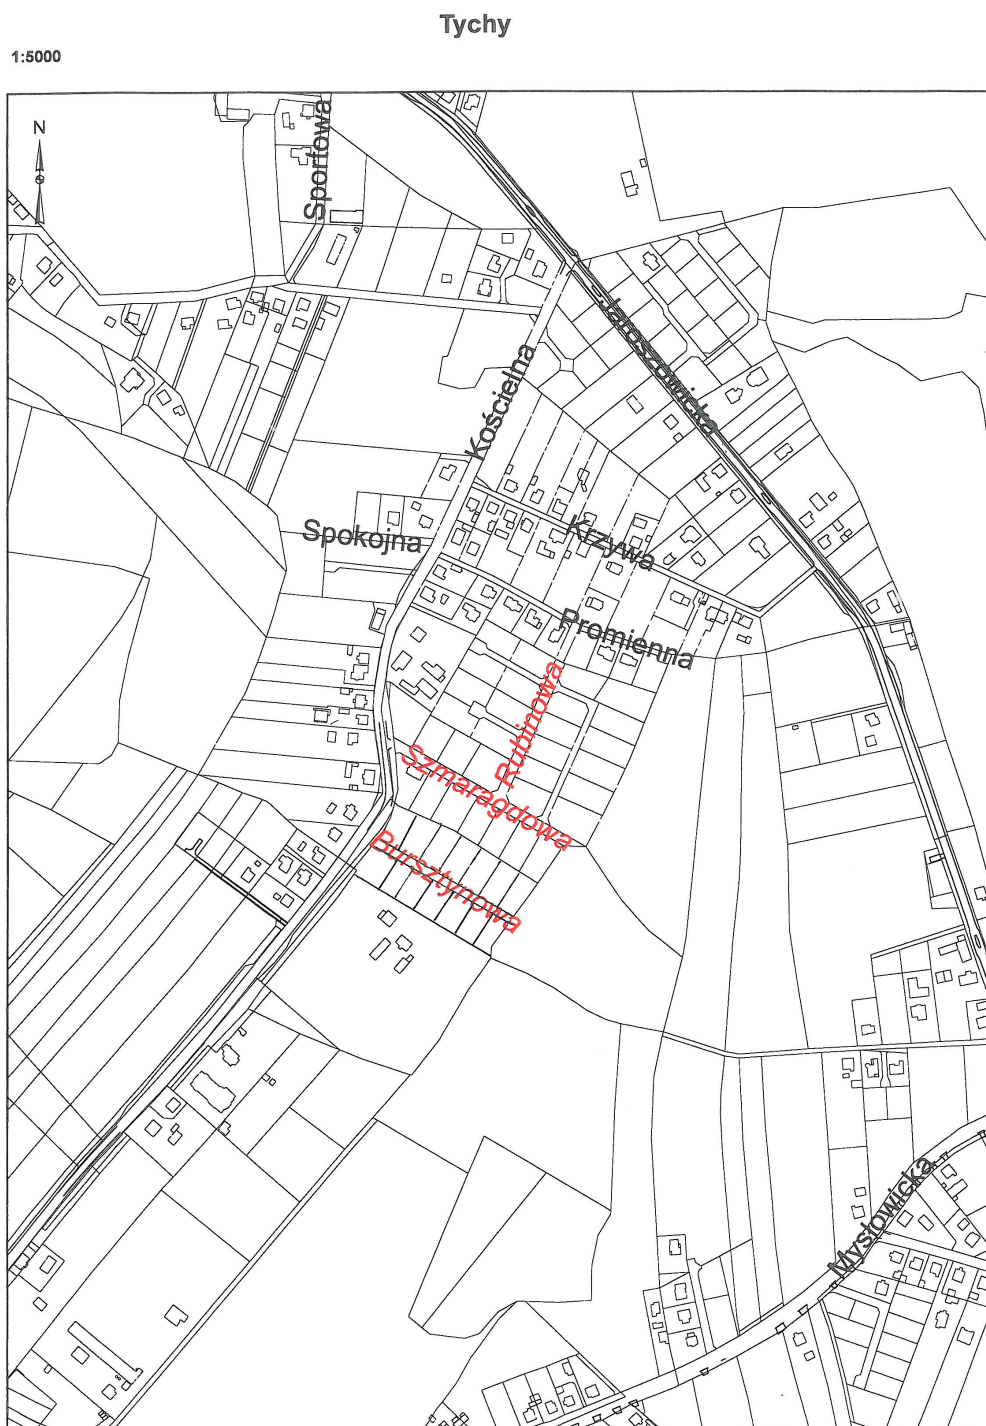 Tychy
1:5000
N
Sportowa
Jaroszowicka
Kościelna
Spokojna
Krzywa
Promienna
Rubinowa
Szmaragdowa
Bursztynowa
Mysłowicka